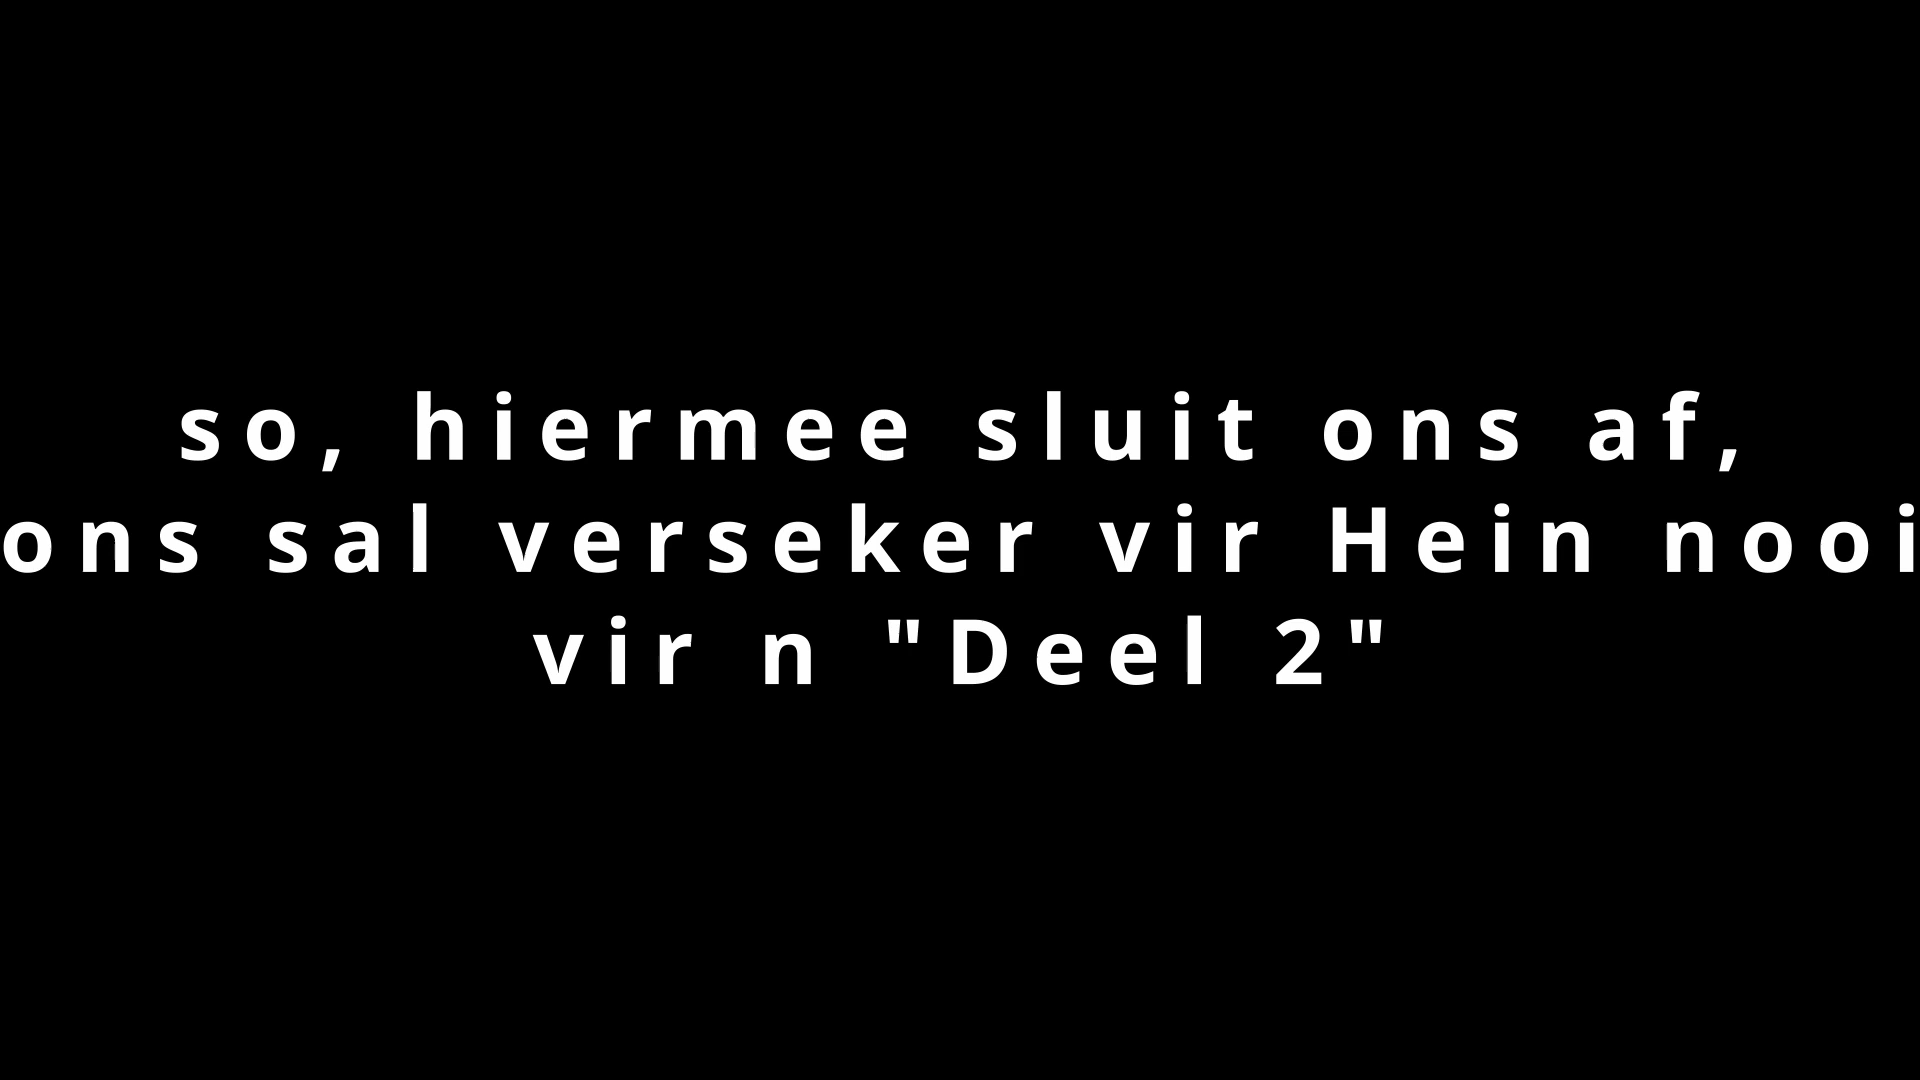 so, hiermee sluit ons af,
ons sal verseker vir Hein nooi
vir n "Deel 2"